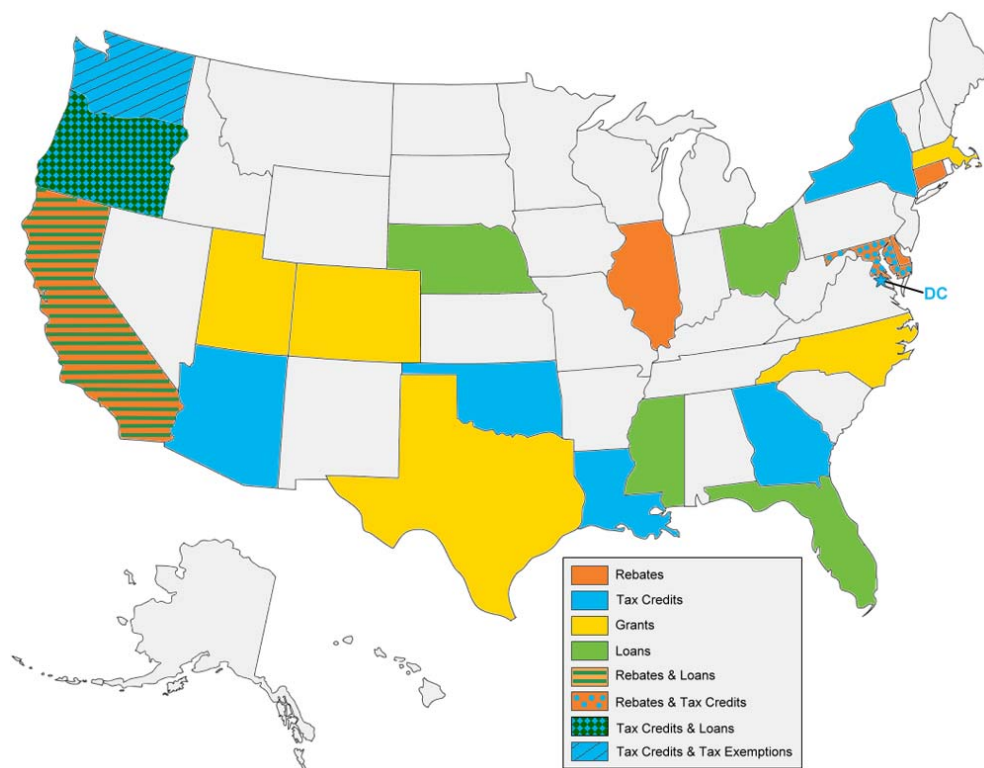 DC
Rebates
Tax Credits
Grants
Loans
Rebates & Loans
Rebates & Tax Credits
Tax Credits & Loans
Tax Credits & Tax Exemptions